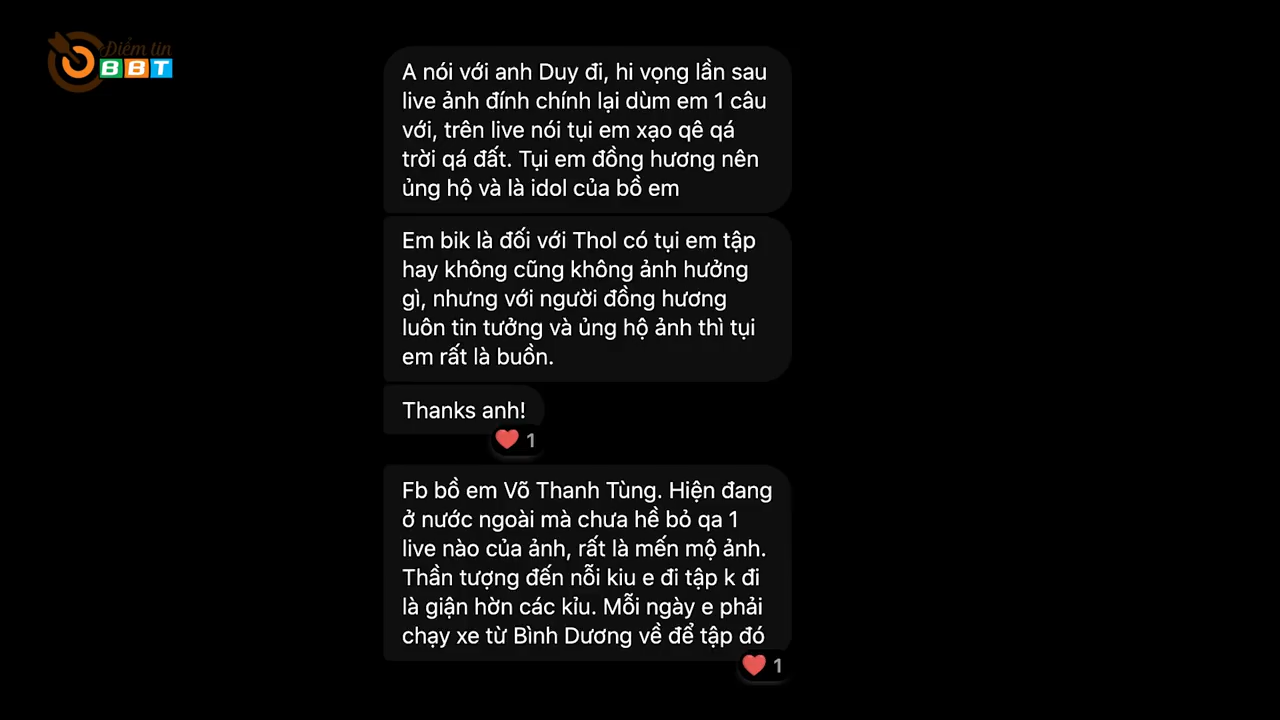 Điểm tin
BBT
A nói với anh Duy đi, hi vọng lần sau
live ảnh đính chính lại dùm em 1 câu
với, trên live nói tụi em xạo qê qá
trời qá đất. Tụi em đồng hương nên
ủng hộ và là idol của bồ em
Em bik là đối với Thol có tụi em tập
hay không cũng không ảnh hưởng
gì, nhưng với người đồng hương
luôn tin tưởng và ủng hộ ảnh thì tụi
em rất là buồn.
Thanks anh!
1
Fb bồ em Võ Thanh Tùng. Hiện đang
ở nước ngoài mà chưa hề bỏ qa 1
live nào của ảnh, rất là mến mộ ảnh.
Thần tượng đến nỗi kiu e đi tập k đi
là giận hờn các kỉu. Mỗi ngày e phải
chạy xe từ Bình Dương về để tập đó
1